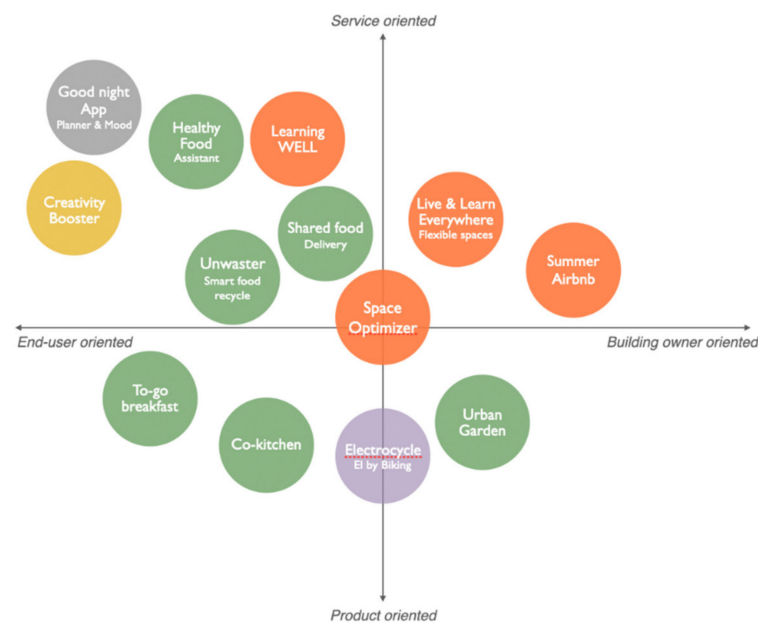 Service oriented
Good night
App
Planner & Mood
Healthy
Food
Assistant
Learning
WELL
Creativity
Booster
Shared food
Delivery
Live & Learn
Everywhere
Flexible spaces
Unwaster
Smart food
recycle
Summer
Airbnb
Space
Optimizer
End-user oriented
Building owner oriented
To-go
breakfast
Co-kitchen
Electrocycle
El by Biking
Urban
Garden
Product oriented